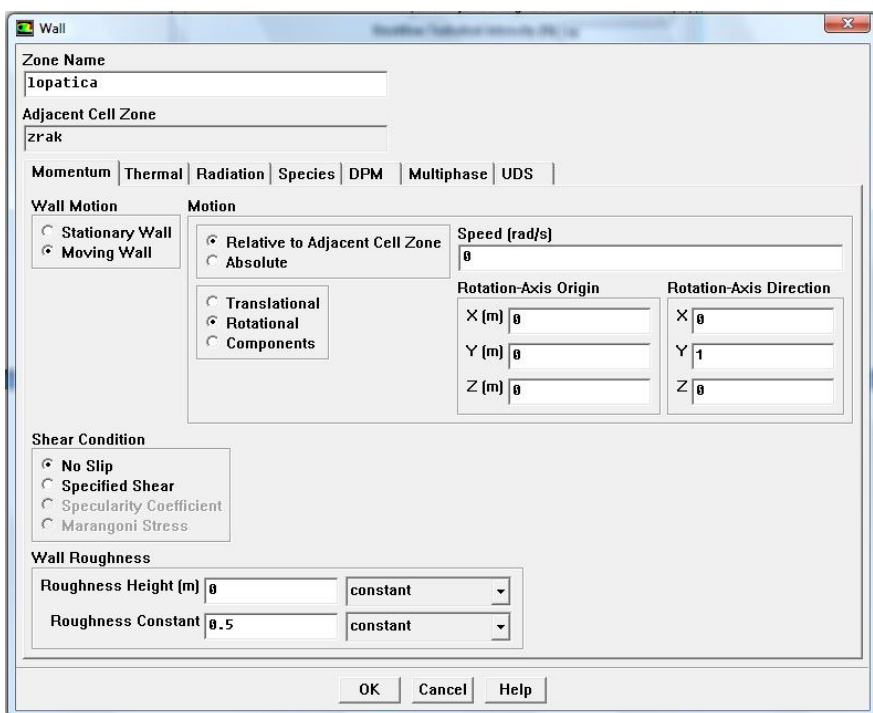 Wall
Zone Name
lopatica
Adjacent Cell Zone
zrak
Momentum Thermal Radiation Species DPM Multiphase UDS
Wall Motion
Stationary Wall
Moving Wall
Motion
Relative to Adjacent Cell Zone
Absolute
Translational
Rotational
Components
Speed (rad/s)
0
Rotation-Axis Origin
X (m) 0
Y (m) 0
Z (m) 0
Rotation-Axis Direction
X 0
Y 1
Z 0
Shear Condition
No Slip
Specified Shear
Specularity Coefficient
Marangoni Stress
Wall Roughness
Roughness Height (m) 0 constant
Roughness Constant 0.5 constant
OK Cancel Help